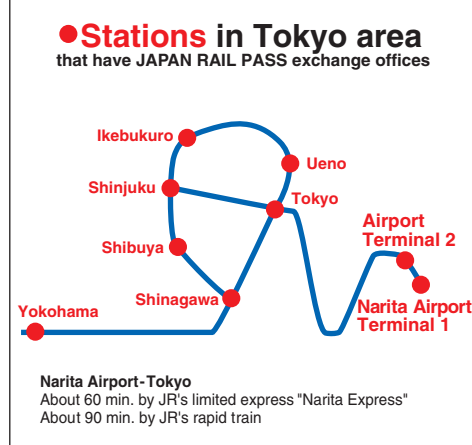 Stations in Tokyo area
that have JAPAN RAIL PASS exchange offices
Ikebukuro
Ueno
Shinjuku
Tokyo
Airport
Terminal 2
Shibuya
Shinagawa
Yokohama
Narita Airport
Terminal 1
Narita Airport-Tokyo
About 60 min. by JR's limited express "Narita Express"
About 90 min. by JR's rapid train